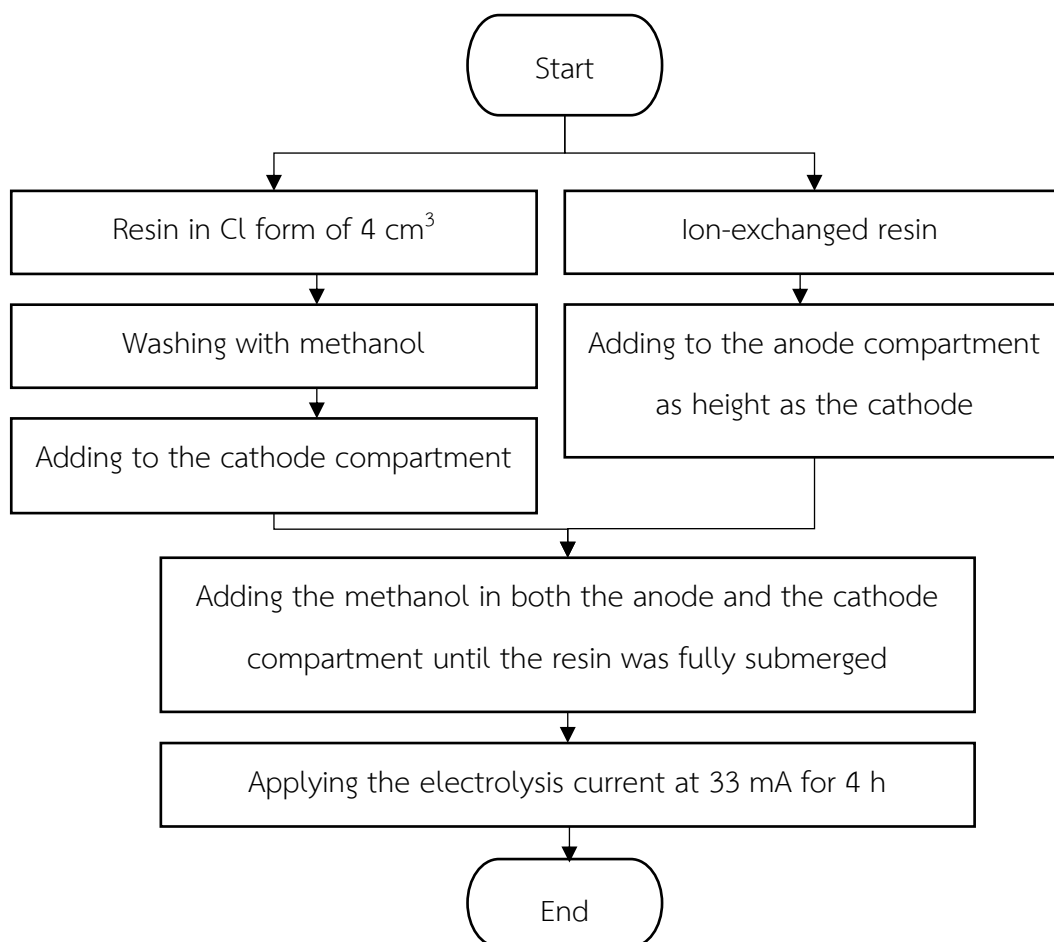 Start
Resin in Cl form of 4 cm³
Ion-exchanged resin
Washing with methanol
Adding to the anode compartment
as height as the cathode
Adding to the cathode compartment
Adding the methanol in both the anode and the cathode
compartment until the resin was fully submerged
Applying the electrolysis current at 33 mA for 4 h
End